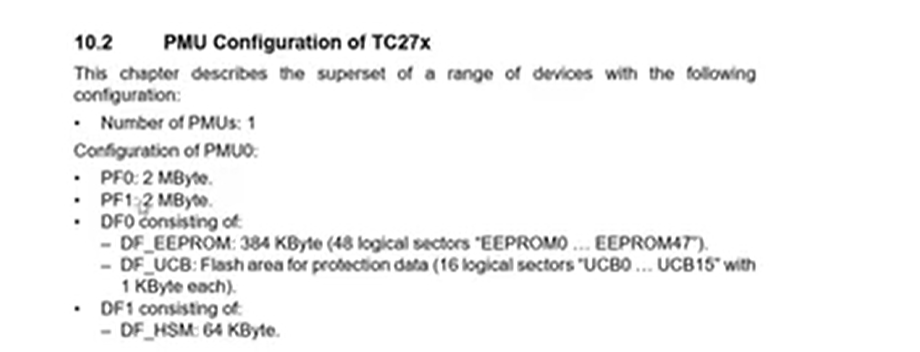 10.2 PMU Configuration of TC27x
This chapter describes the superset of a range of devices with the following
configuration:
• Number of PMUs: 1
Configuration of PMU0:
• PF0: 2 MByte.
• PF1: 2 MByte.
• DF0 consisting of:
– DF_EEPROM: 384 KByte (48 logical sectors "EEPROM0 ... EEPROM47").
– DF_UCB: Flash area for protection data (16 logical sectors "UCB0 ... UCB15" with
1 KByte each).
• DF1 consisting of:
– DF_HSM: 64 KByte.